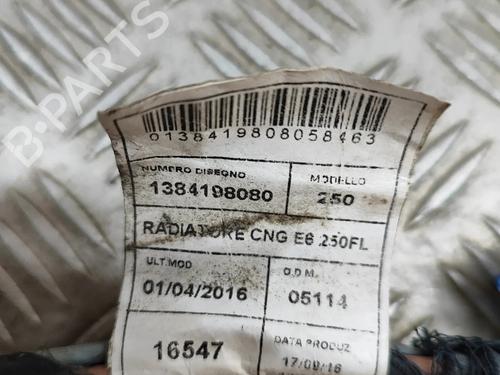 B-PARTS
0138419808058463
NUMERO DISEGNO
MODELLO
1384198080
250
RADIATORE CNG E6 250FL
ULT.MOD
O.D.M.
01/04/2016
05114
16547
DATA PRODUZ
17/09/16